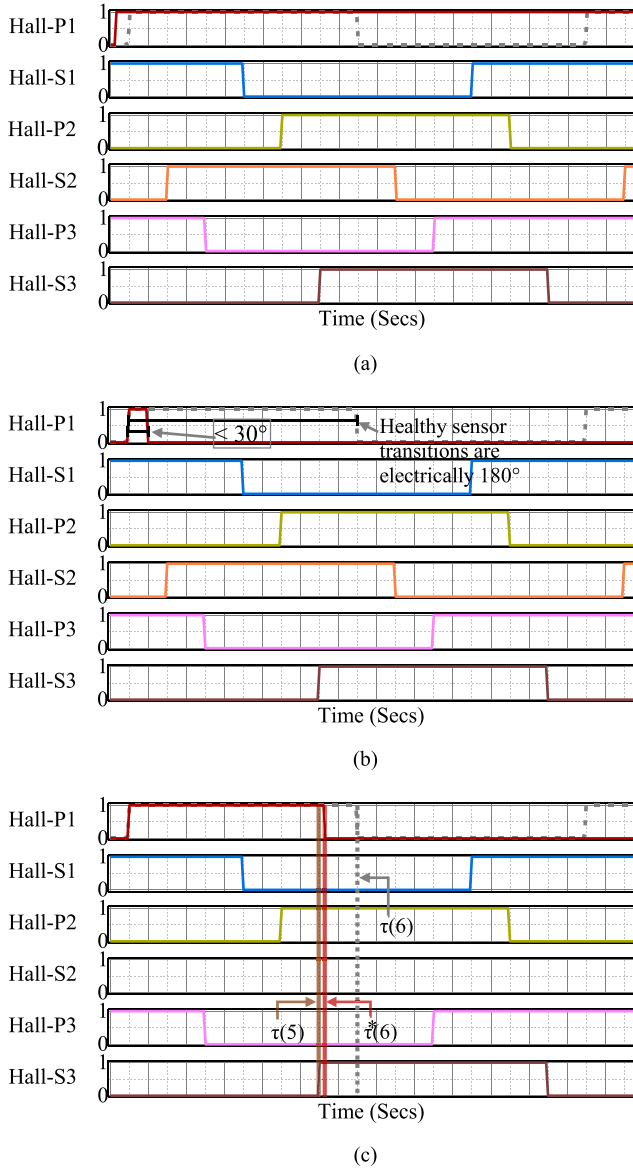 Hall-P1
1
0
Hall-S1
1
0
Hall-P2
1
0
Hall-S2
1
0
Hall-P3
1
0
Hall-S3
1
0
Time (Secs)
(a)
Hall-P1
1
0
< 30°
Healthy sensor
transitions are
electrically 180°
Hall-S1
1
0
Hall-P2
1
0
Hall-S2
1
0
Hall-P3
1
0
Hall-S3
1
0
Time (Secs)
(b)
Hall-P1
1
0
Hall-S1
1
0
Hall-P2
1
0
τ(6)
Hall-S2
1
0
Hall-P3
1
0
τ(5)
τ*(6)
Hall-S3
1
0
Time (Secs)
(c)